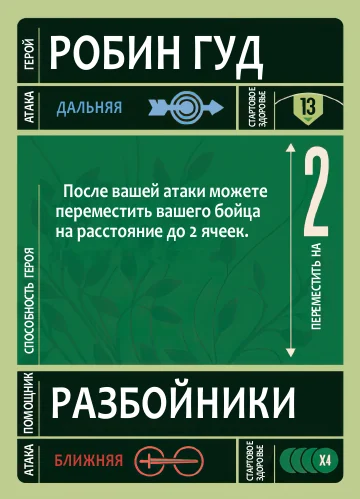 ГЕРОЙ
РОБИН ГУД
АТАКА
ДАЛЬНЯЯ
СТАРТОВОЕ
ЗДОРОВЬЕ
13
СПОСОБНОСТЬ ГЕРОЯ
После вашей атаки можете
переместить вашего бойца
на расстояние до 2 ячеек.
ПЕРЕМЕСТИТЬ НА
2
ПОМОЩНИК
РАЗБОЙНИКИ
АТАКА
БЛИЖНЯЯ
СТАРТОВОЕ
ЗДОРОВЬЕ
X4